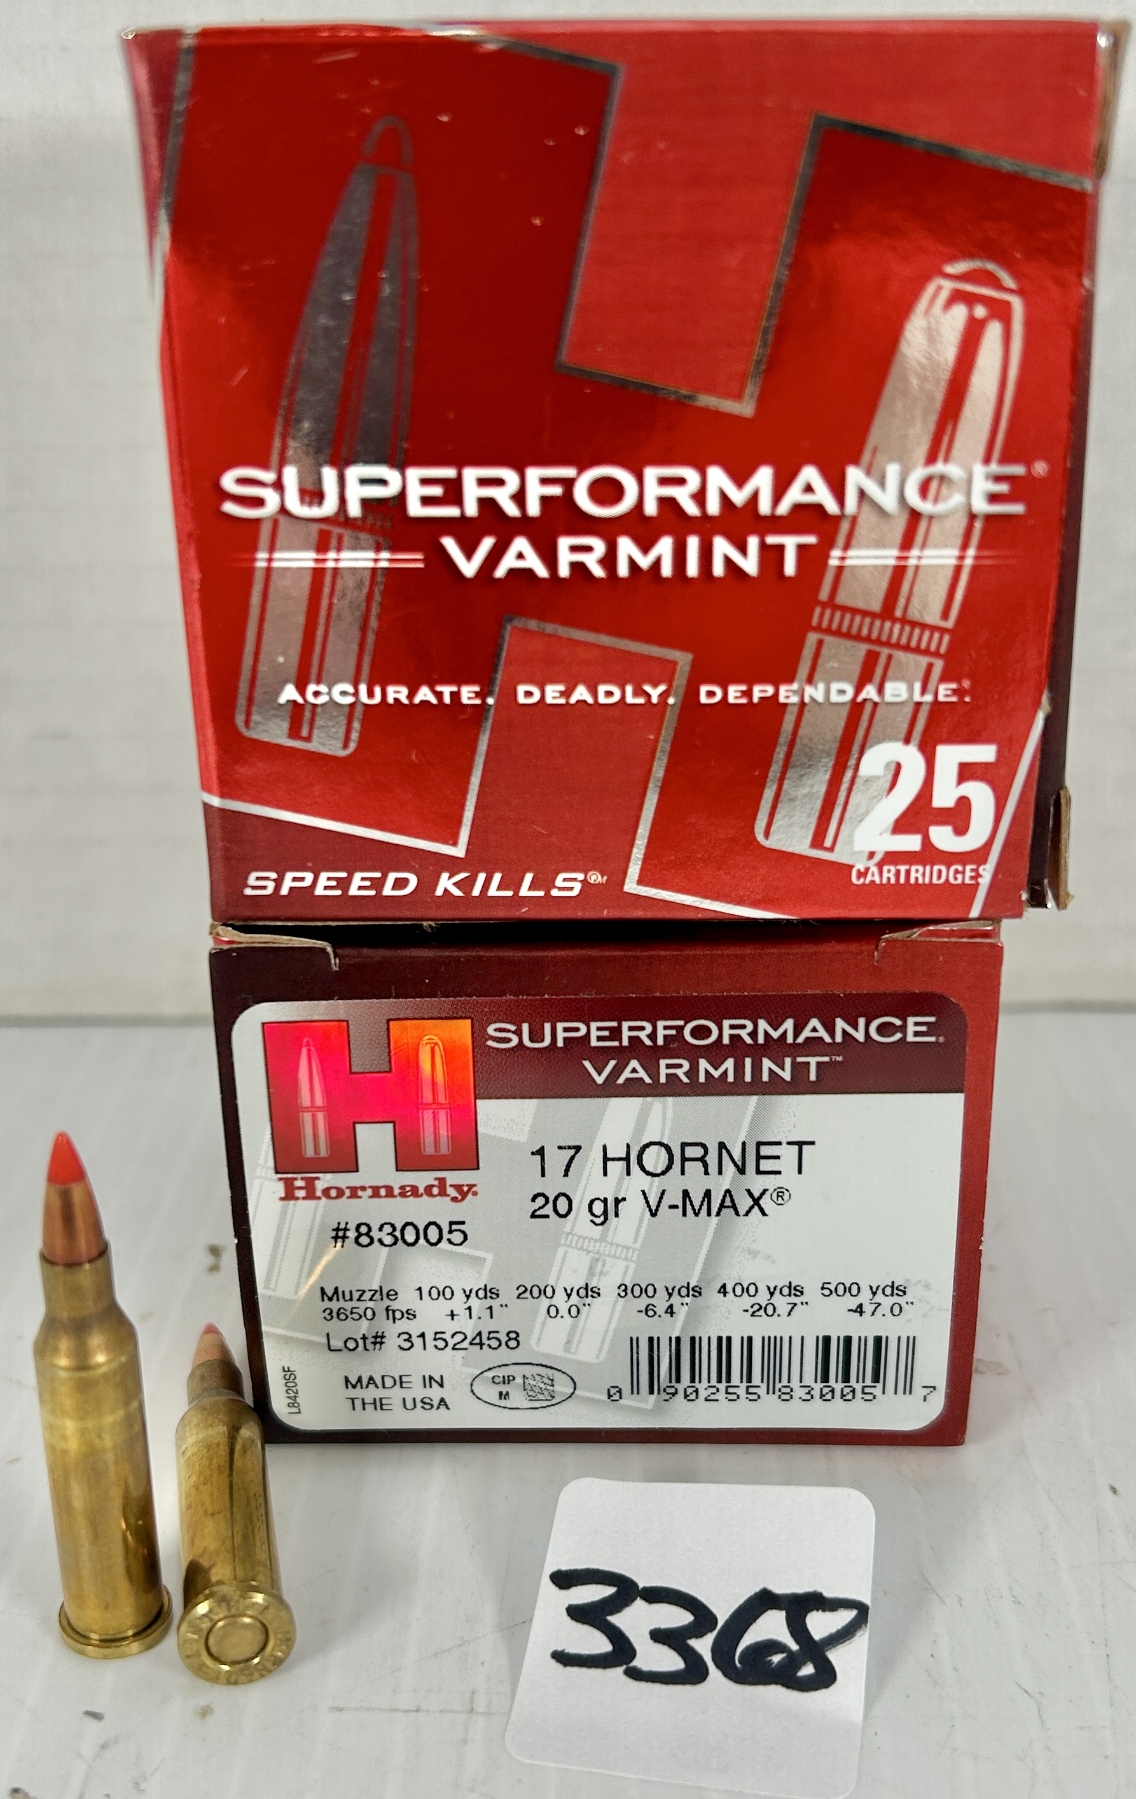 SUPERFORMANCE®
VARMINT
ACCURATE. DEADLY. DEPENDABLE.
25
CARTRIDGES
SPEED KILLS®
SUPERFORMANCE
VARMINT™
17 HORNET
20 gr V-MAX®
Hornady.
#83005
Muzzle 100 yds 200 yds 300 yds 400 yds 500 yds
3650 fps +1.1" 0.0" -6.4" -20.7" -47.0"
Lot# 3152458
MADE IN
THE USA
CIP
M
L8420SF
0 90255 83005 7
3368